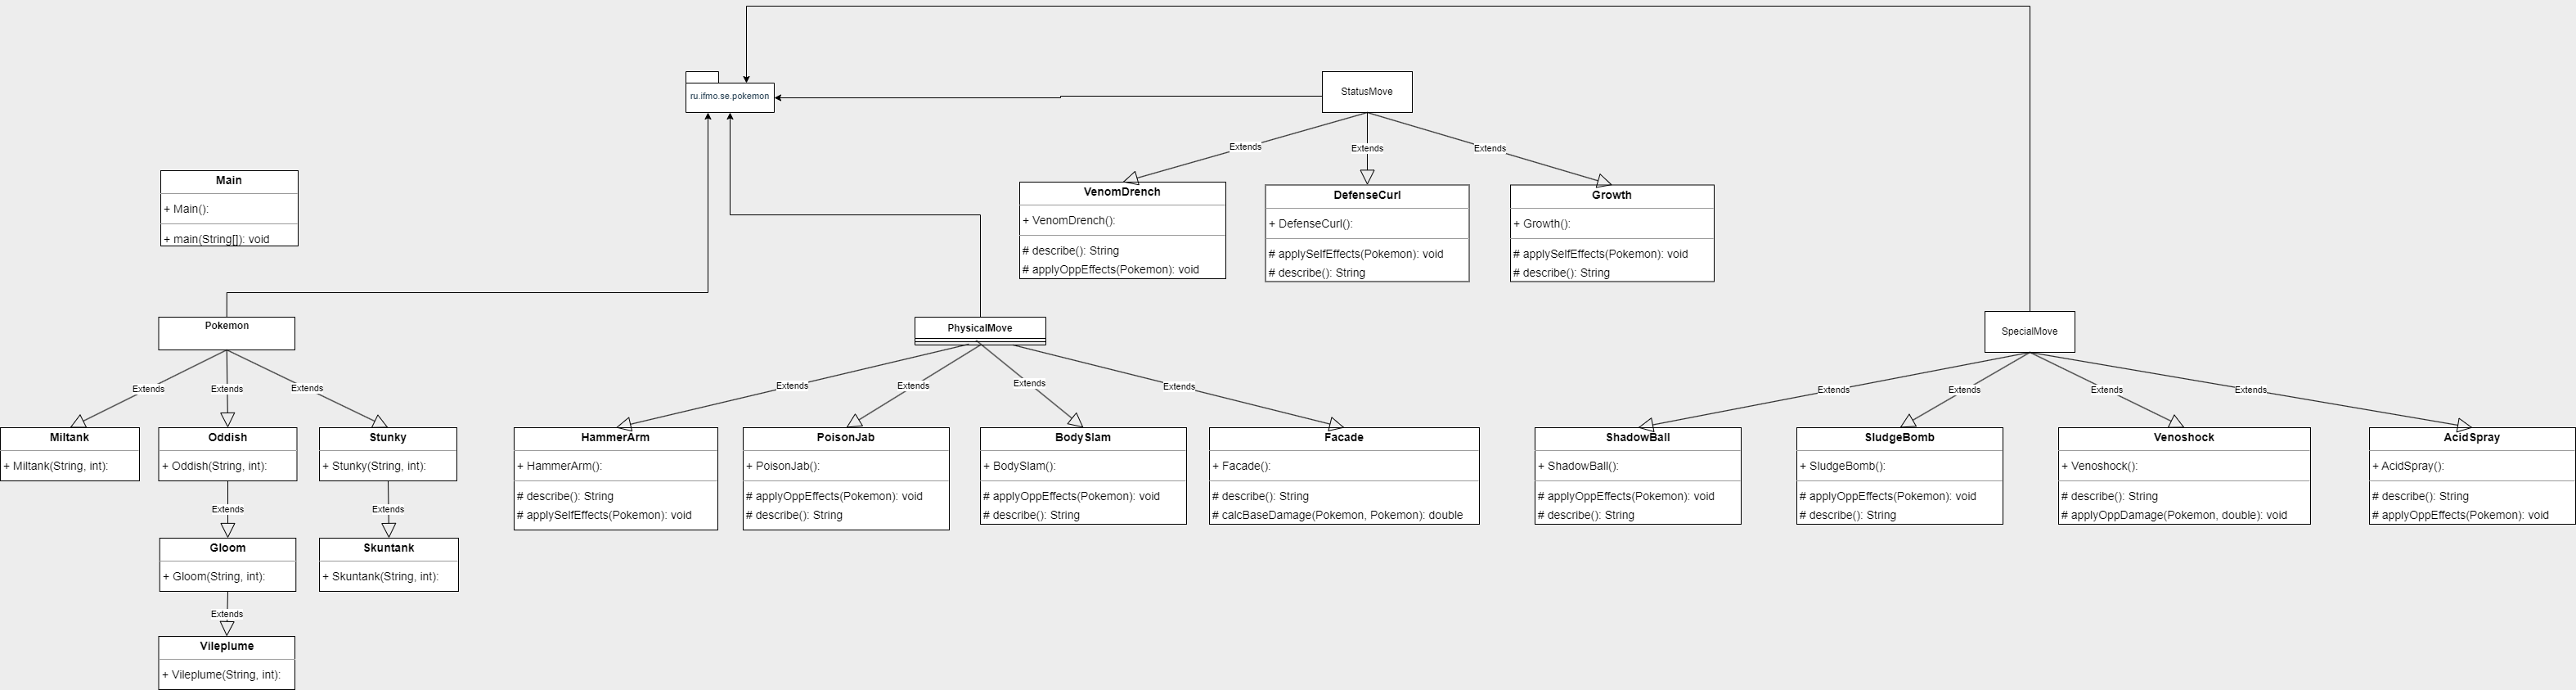 ru.ifmo.se.pokemon
StatusMove
Extends
Extends
Extends
Main
+ Main():
+ main(String[]): void
VenomDrench
+ VenomDrench():
# describe(): String
# applyOppEffects(Pokemon): void
DefenseCurl
+ DefenseCurl():
# applySelfEffects(Pokemon): void
# describe(): String
Growth
+ Growth():
# applySelfEffects(Pokemon): void
# describe(): String
Pokemon
PhysicalMove
SpecialMove
Extends
Extends
Extends
Extends
Extends
Extends
Extends
Extends
Extends
Extends
Extends
Miltank
+ Miltank(String, int):
Oddish
+ Oddish(String, int):
Stunky
+ Stunky(String, int):
HammerArm
+ HammerArm():
# describe(): String
# applySelfEffects(Pokemon): void
PoisonJab
+ PoisonJab():
# applyOppEffects(Pokemon): void
# describe(): String
BodySlam
+ BodySlam():
# applyOppEffects(Pokemon): void
# describe(): String
Facade
+ Facade():
# describe(): String
# calcBaseDamage(Pokemon, Pokemon): double
ShadowBall
+ ShadowBall():
# applyOppEffects(Pokemon): void
# describe(): String
SludgeBomb
+ SludgeBomb():
# applyOppEffects(Pokemon): void
# describe(): String
Venoshock
+ Venoshock():
# describe(): String
# applyOppDamage(Pokemon, double): void
AcidSpray
+ AcidSpray():
# describe(): String
# applyOppEffects(Pokemon): void
Extends
Extends
Gloom
+ Gloom(String, int):
Skuntank
+ Skuntank(String, int):
Extends
Vileplume
+ Vileplume(String, int):